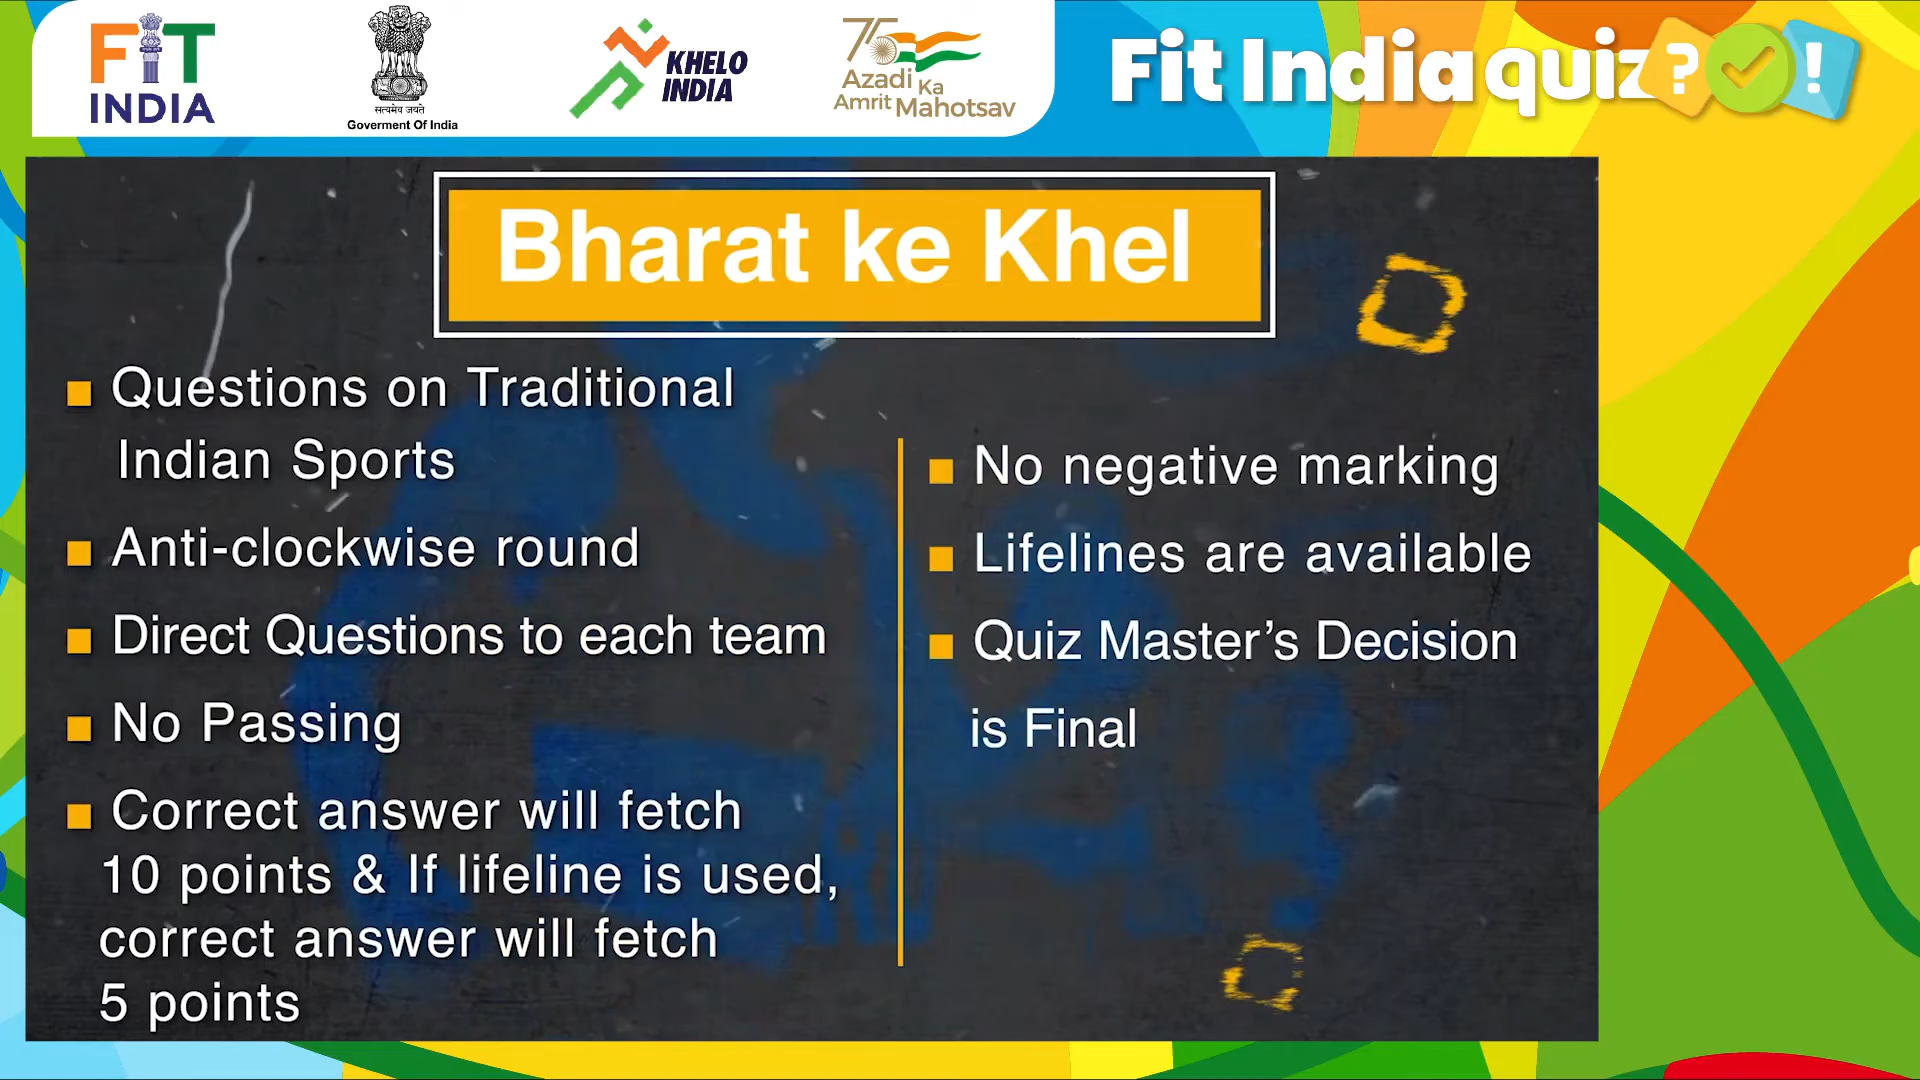 FIT
INDIA
सत्यमेव जयते
Goverment Of India
KHELO
INDIA
75
Azadi Ka
Amrit Mahotsav
Fit India quiz ? !
Bharat ke Khel
Questions on Traditional
Indian Sports
Anti-clockwise round
Direct Questions to each team
No Passing
Correct answer will fetch
10 points & If lifeline is used,
correct answer will fetch
5 points
No negative marking
Lifelines are available
Quiz Master’s Decision
is Final